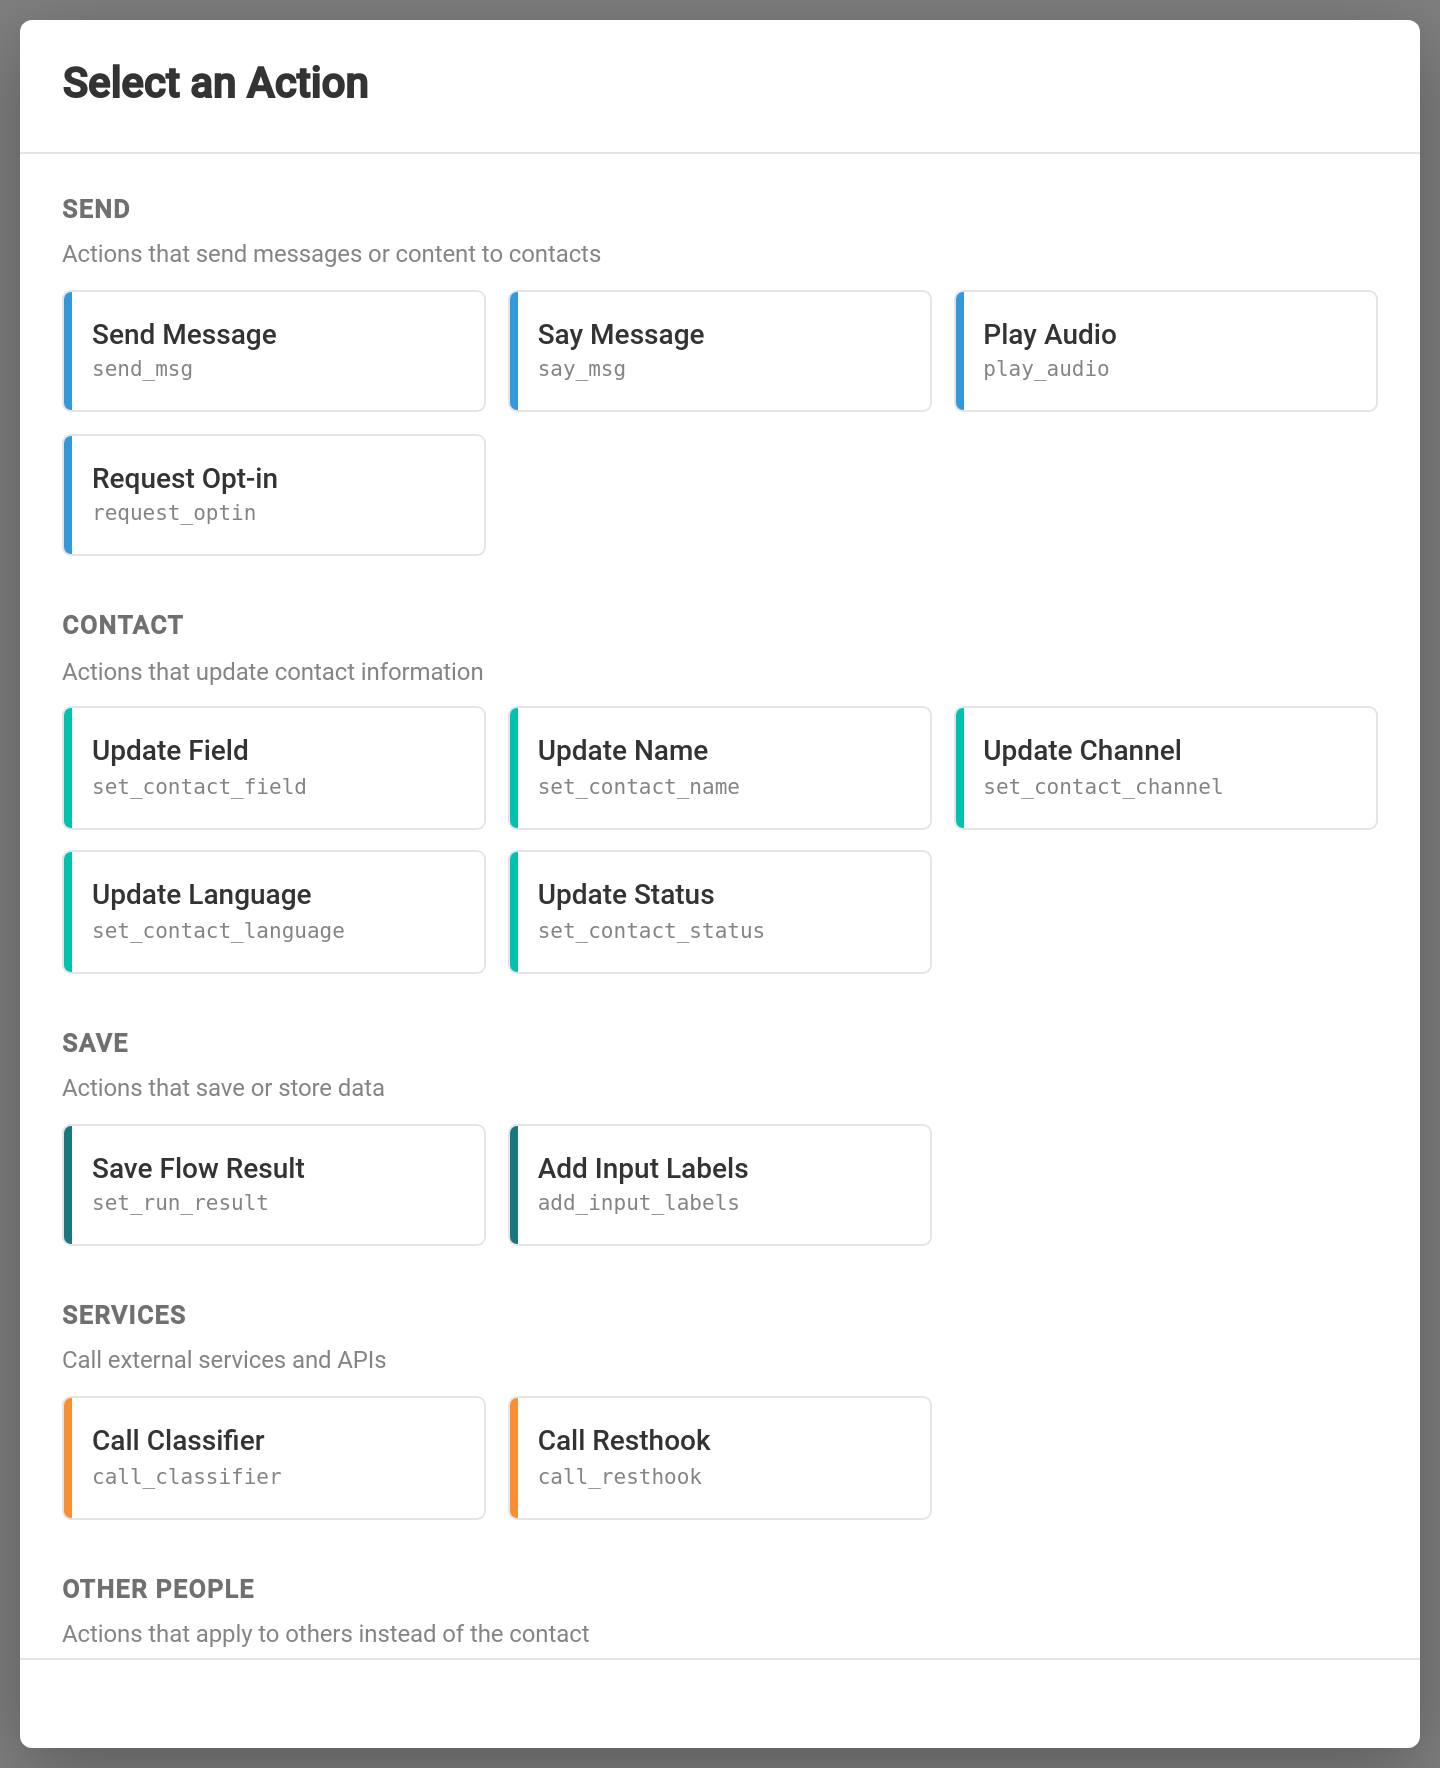 Select an Action
SEND
Actions that send messages or content to contacts
Send Message
send_msg
Say Message
say_msg
Play Audio
play_audio
Request Opt-in
request_optin
CONTACT
Actions that update contact information
Update Field
set_contact_field
Update Name
set_contact_name
Update Channel
set_contact_channel
Update Language
set_contact_language
Update Status
set_contact_status
SAVE
Actions that save or store data
Save Flow Result
set_run_result
Add Input Labels
add_input_labels
SERVICES
Call external services and APIs
Call Classifier
call_classifier
Call Resthook
call_resthook
OTHER PEOPLE
Actions that apply to others instead of the contact